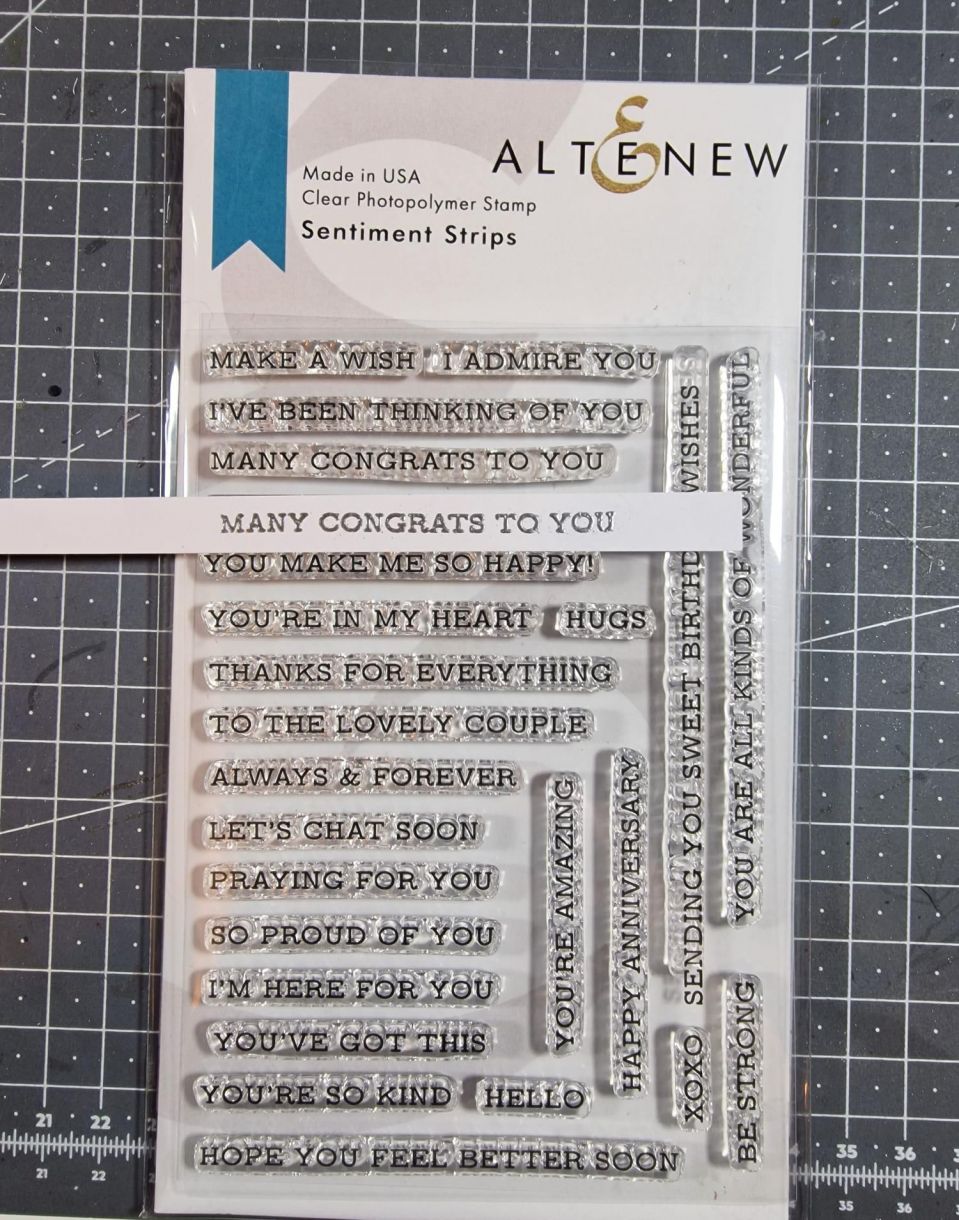 ALTENEW
Made in USA
Clear Photopolymer Stamp
Sentiment Strips
MAKE A WISH
I ADMIRE YOU
I'VE BEEN THINKING OF YOU
MANY CONGRATS TO YOU
MANY CONGRATS TO YOU
YOU MAKE ME SO HAPPY!
YOU'RE IN MY HEART
HUGS
THANKS FOR EVERYTHING
TO THE LOVELY COUPLE
ALWAYS & FOREVER
LET'S CHAT SOON
PRAYING FOR YOU
SO PROUD OF YOU
I'M HERE FOR YOU
YOU'VE GOT THIS
YOU'RE SO KIND
HELLO
HOPE YOU FEEL BETTER SOON
YOU'RE AMAZING
HAPPY ANNIVERSARY
SENDING YOU SWEET BIRTHD WISHES
XOXO
YOU ARE ALL KINDS OF WONDERFUL
BE STRONG
21 22
21 22
35 36
35 36